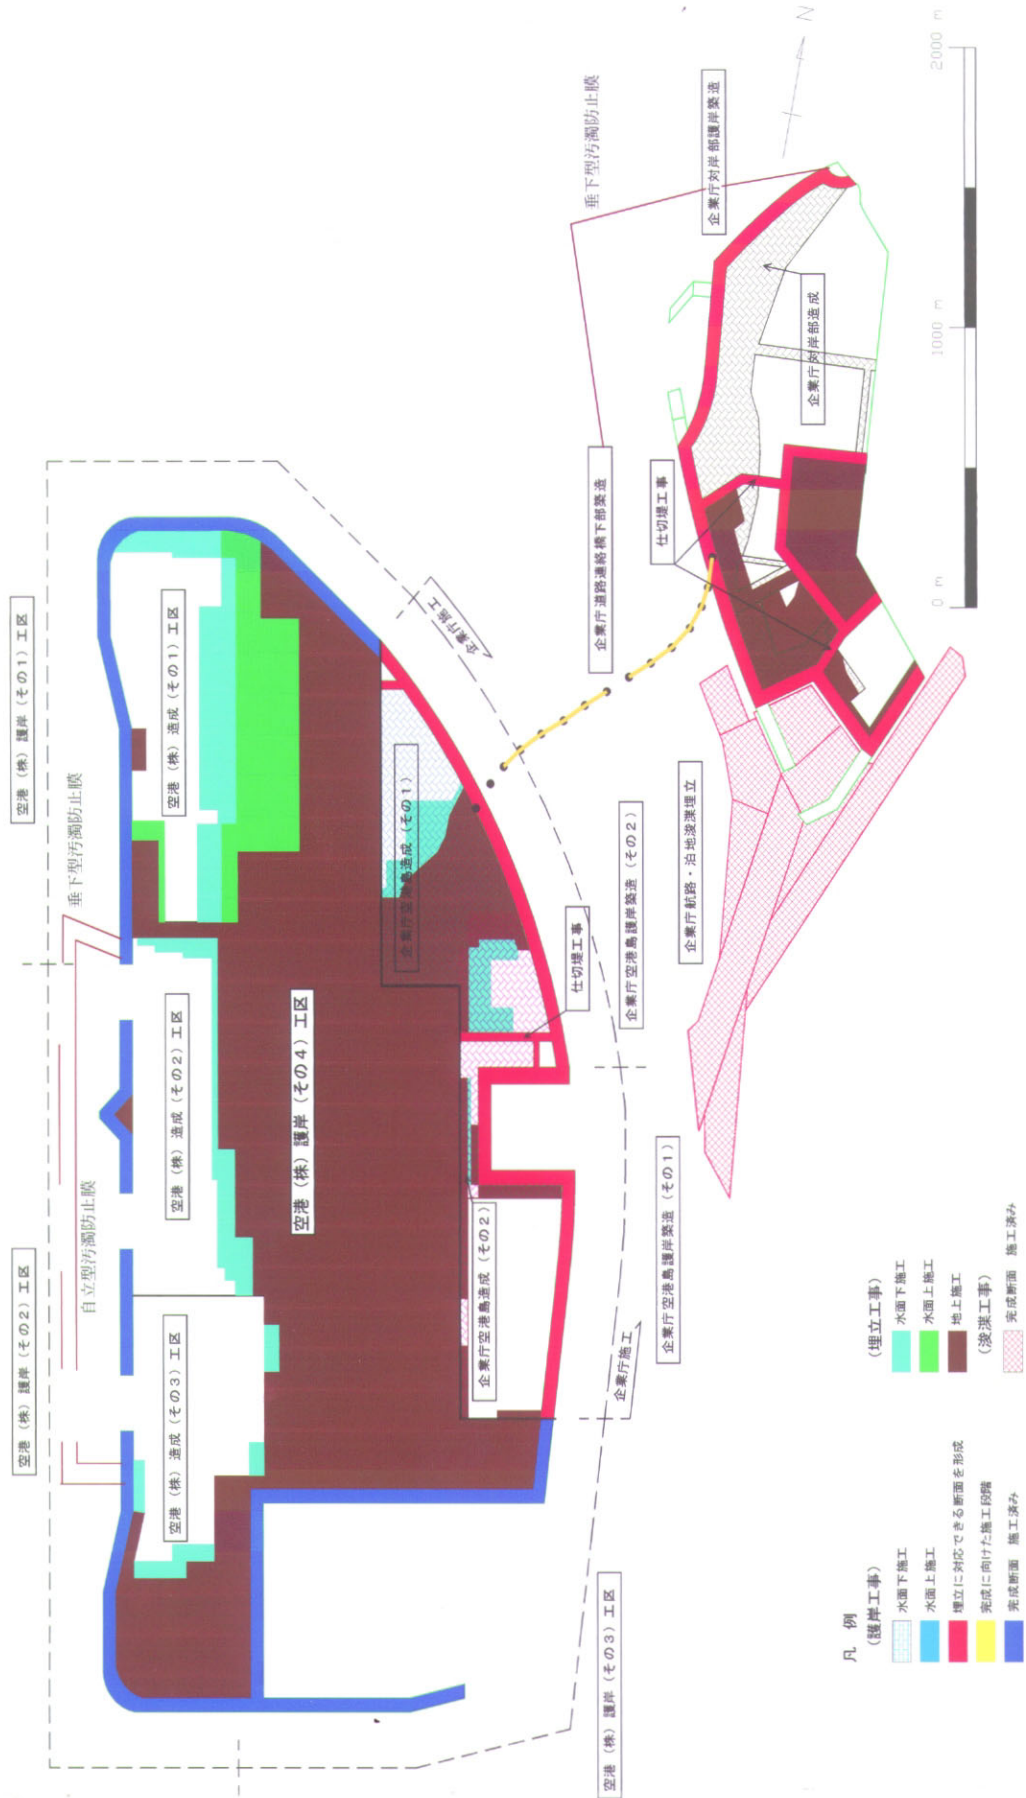 空港（株）護岸（その1）工区
空港（株）護岸（その2）工区
空港（株）護岸（その3）工区
空港（株）護岸（その4）工区
垂下型汚濁防止膜
自立型汚濁防止膜
空港（株）造成（その1）工区
空港（株）造成（その2）工区
空港（株）造成（その3）工区
企業庁施工
企業庁空港島造成（その1）
企業庁空港島造成（その2）
仕切堤工事
企業庁空港島護岸築造（その2）
企業庁空港島護岸築造（その1）
企業庁施工
企業庁道路連絡橋下部築造
垂下型汚濁防止膜
企業庁対岸部護岸築造
企業庁対岸部造成
仕切堤工事
企業庁航路・泊地浚渫埋立
N
0 m
1000 m
2000 m
凡 例
（護岸工事）
水面下施工
水面上施工
埋立に対応できる断面を形成
完成に向けた施工段階
完成断面 施工済み
（埋立工事）
水面下施工
水面上施工
地上施工
（浚渫工事）
完成断面 施工済み